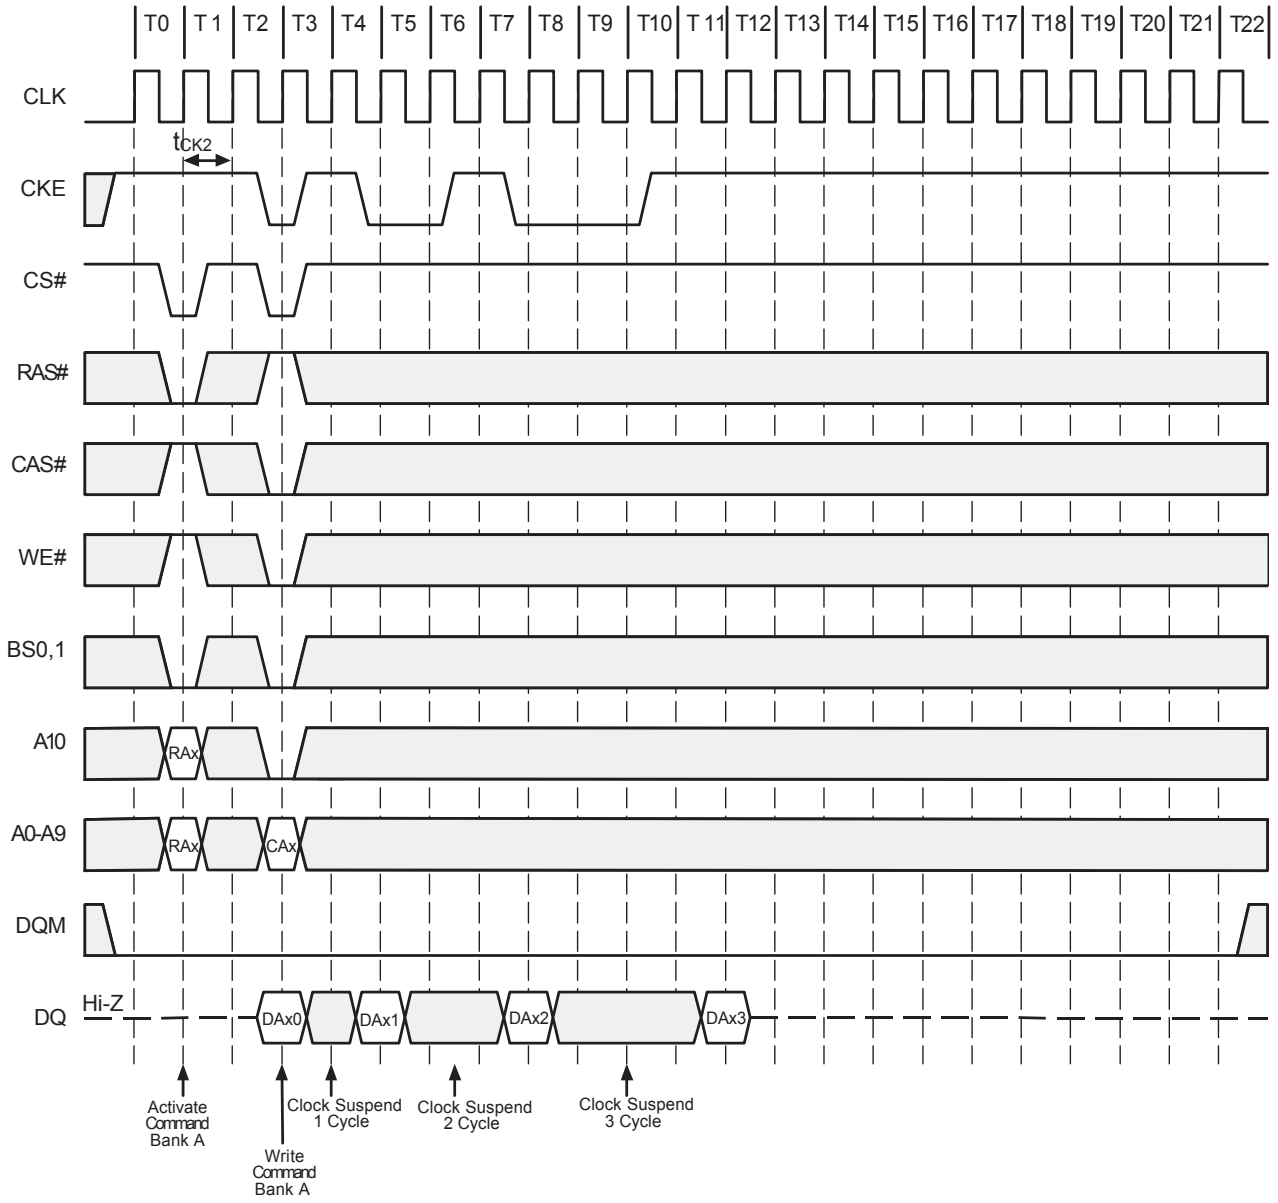 T0 T1 T2 T3 T4 T5 T6 T7 T8 T9 T10 T11 T12 T13 T14 T15 T16 T17 T18 T19 T20 T21 T22
CLK
tCK2
CKE
CS#
RAS#
CAS#
WE#
BS0,1
A10
RAx
A0-A9
RAx CAx
DQM
Hi-Z
DQ
DAx0 DAx1 DAx2 DAx3
Activate
Command
Bank A
Write
Command
Bank A
Clock Suspend
1 Cycle
Clock Suspend
2 Cycle
Clock Suspend
3 Cycle